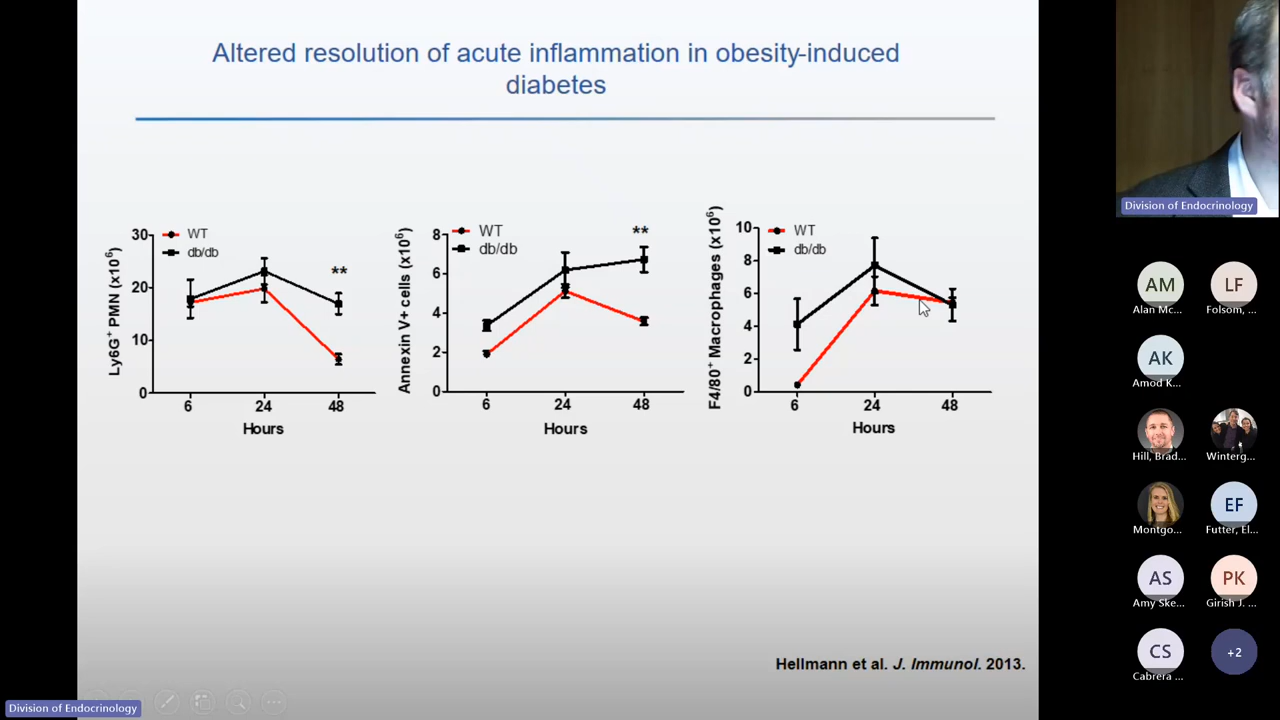 Altered resolution of acute inflammation in obesity-induced
diabetes
WT
db/db
Ly6G+ PMN (x10⁶)
30
20
10
0
**
6 24 48
Hours
WT
db/db
Annexin V+ cells (x10⁶)
8
6
4
2
0
**
6 24 48
Hours
WT
db/db
F4/80+ Macrophages (x10⁶)
10
8
6
4
2
0
6 24 48
Hours
Hellmann et al. J. Immunol. 2013.
Division of Endocrinology
Division of Endocrinology
AM LF
Alan Mc... Folsom, ...
AK
Amod K...
Hill, Brad... Winterg...
EF
Montgo... Futter, El...
AS PK
Amy Ske... Girish J. ...
CS +2
Cabrera ...